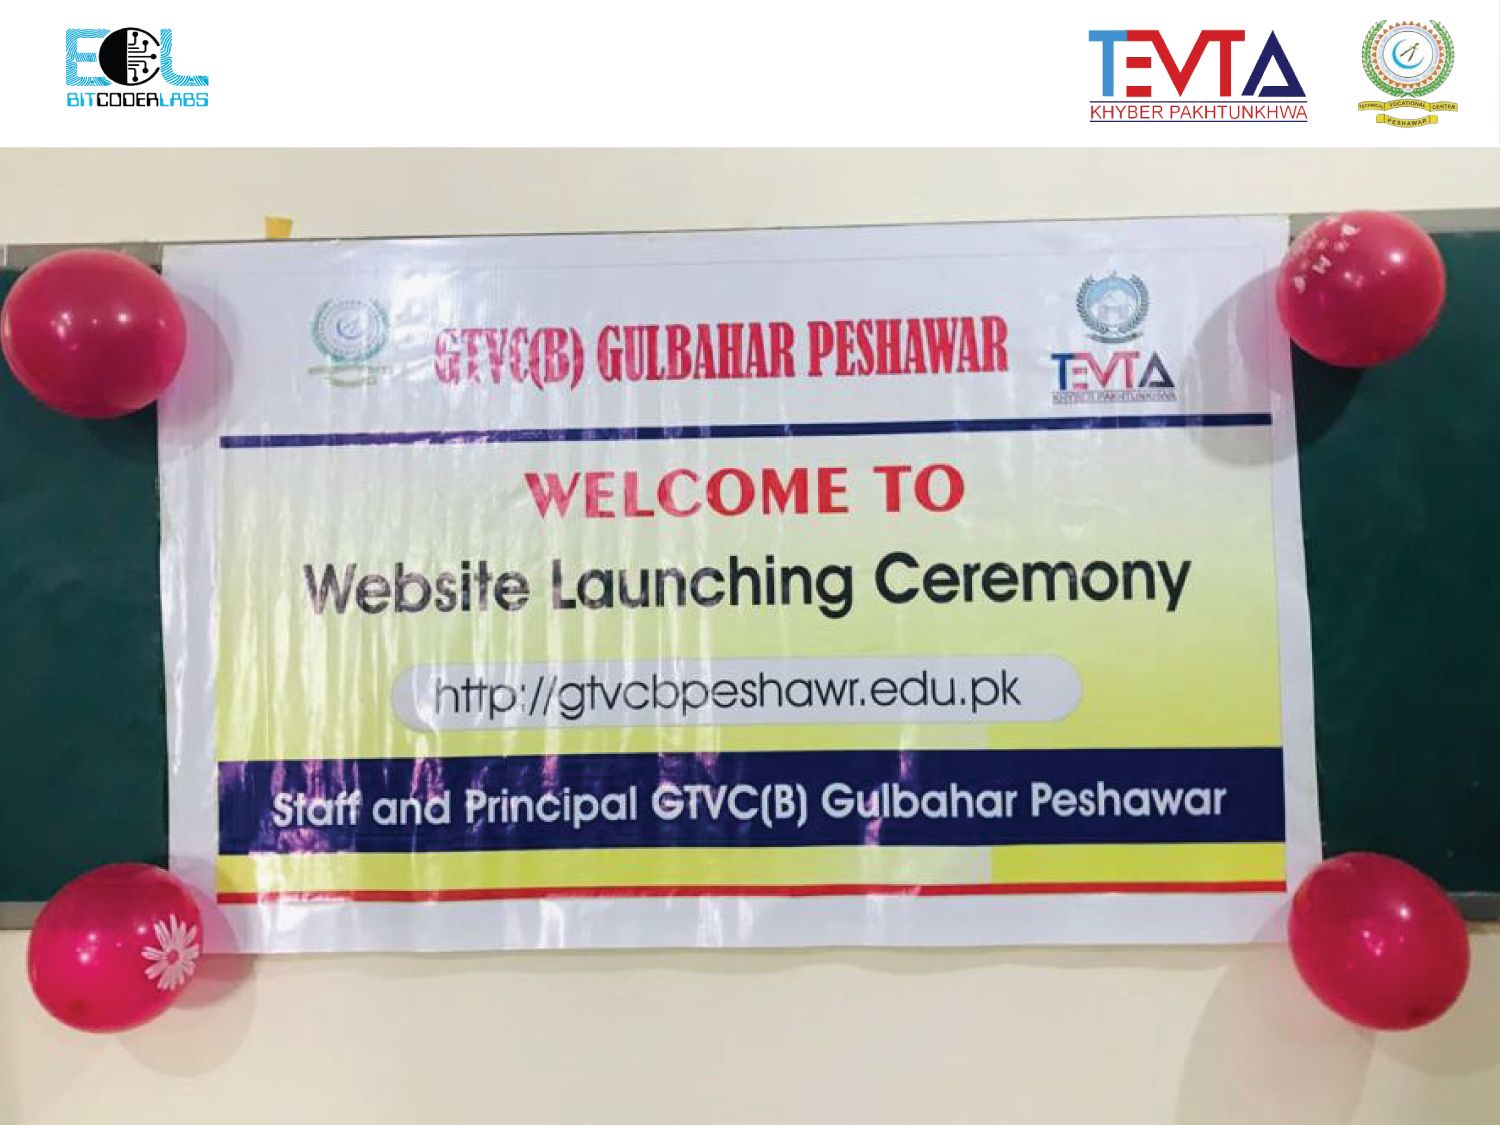 BITCODERLABS
TEVTA
KHYBER PAKHTUNKHWA
TECHNICAL VOCATIONAL CENTER
PESHAWAR
GTVC(B) GULBAHAR PESHAWAR
TEVTA
KHYBER PAKHTUNKHWA
WELCOME TO
Website Launching Ceremony
http://gtvcbpeshawr.edu.pk
Staff and Principal GTVC(B) Gulbahar Peshawar